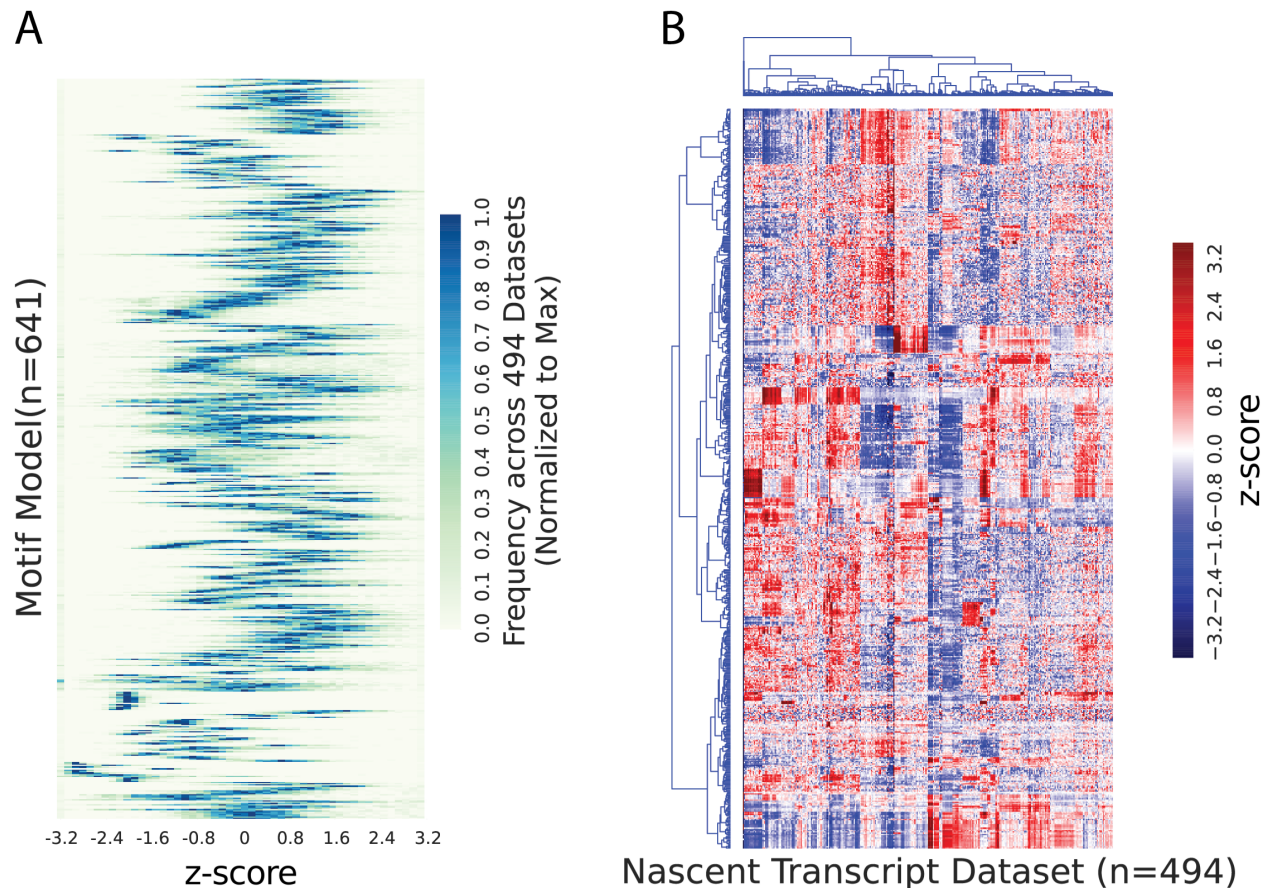 A
B
Motif Model(n=641)
-3.2 -2.4 -1.6 -0.8 0 0.8 1.6 2.4 3.2
z-score
0.0 0.1 0.2 0.3 0.4 0.5 0.6 0.7 0.8 0.9 1.0
Frequency across 494 Datasets
(Normalized to Max)
−3.2 −2.4 −1.6 −0.8 0.0 0.8 1.6 2.4 3.2
z-score
Nascent Transcript Dataset (n=494)